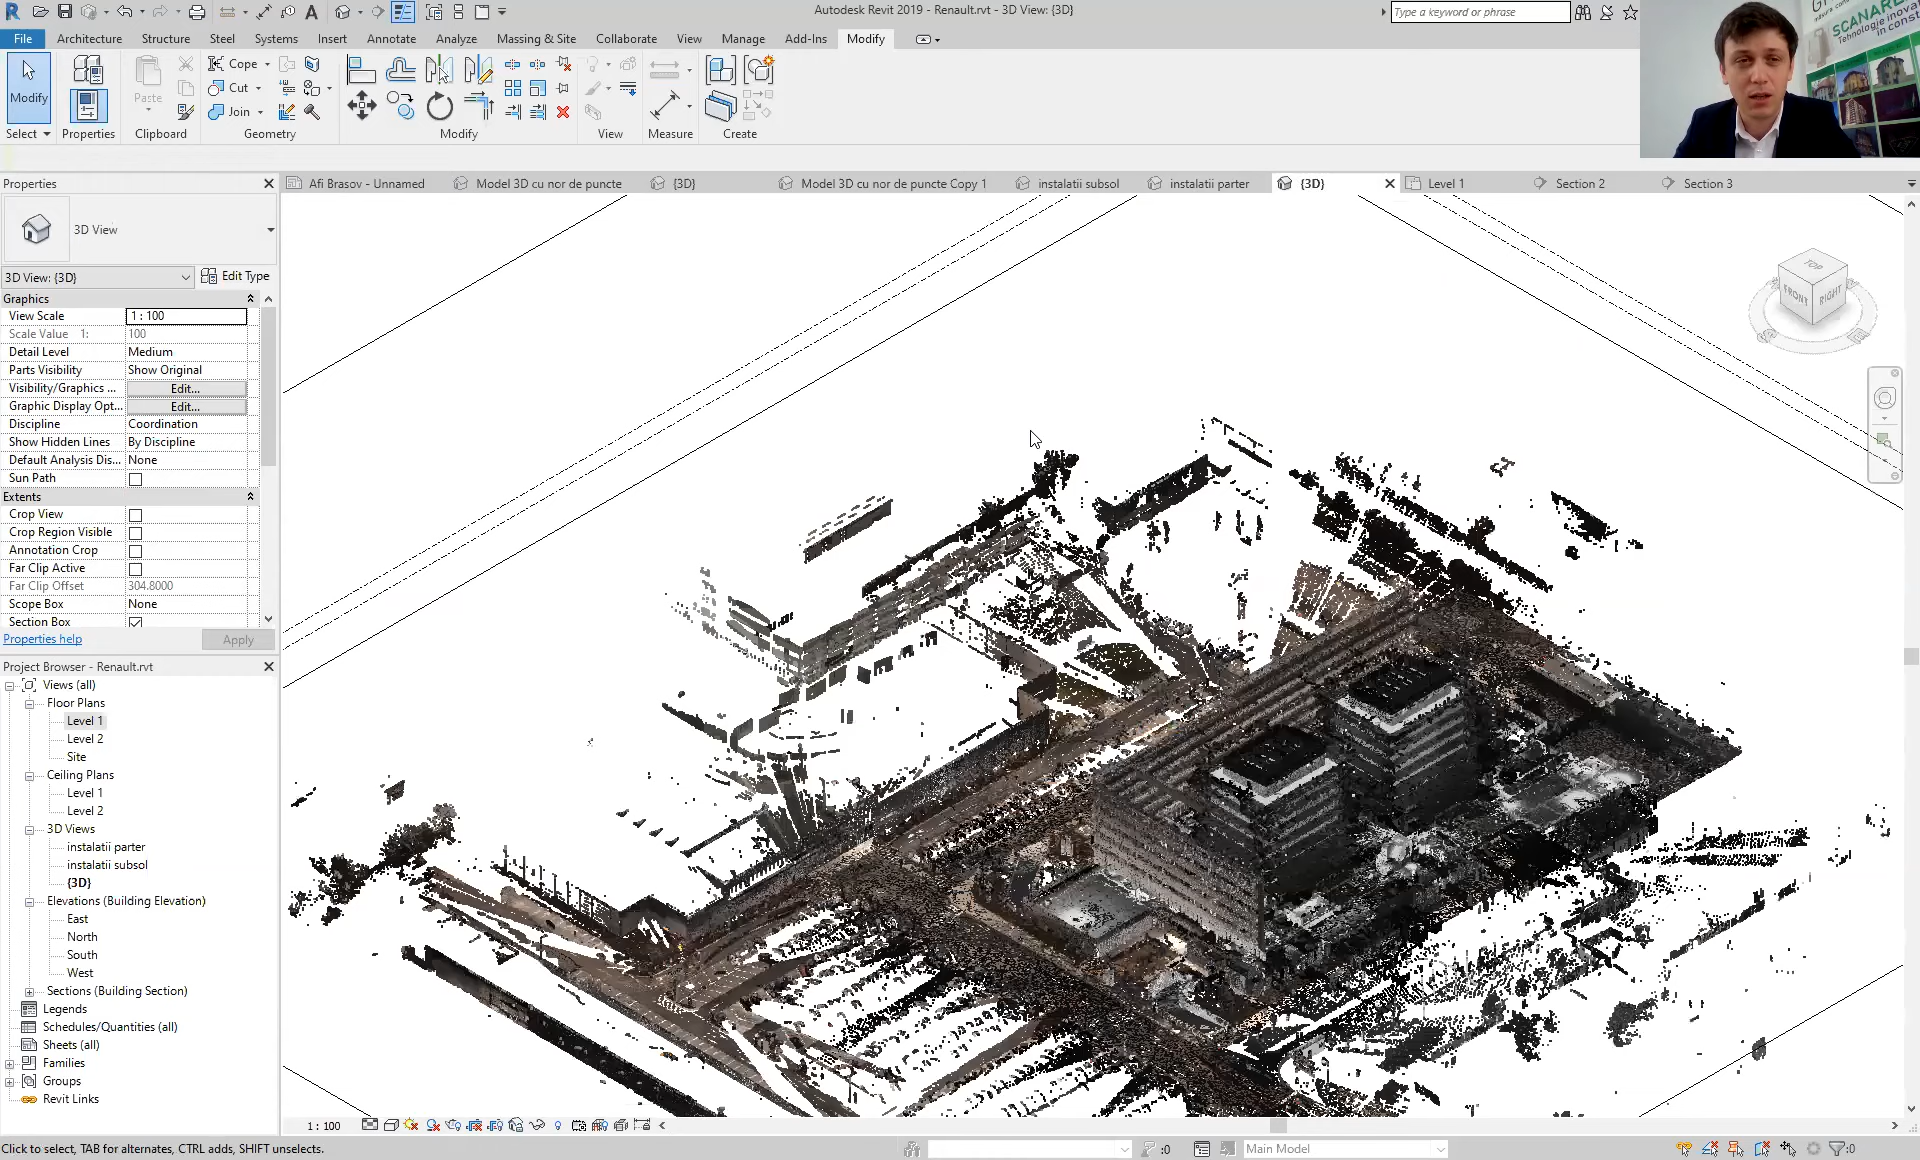 Autodesk Revit 2019 - Renault.rvt - 3D View: {3D}
Type a keyword or phrase
SCANARE
Tehnologie inova
în const
File Architecture Structure Steel Systems Insert Annotate Analyze Massing & Site Collaborate View Manage Add-Ins Modify
Modify
Paste
Cope
Cut
Join
Select Properties Clipboard Geometry Modify View Measure Create
Properties
Afi Brasov - Unnamed Model 3D cu nor de puncte {3D} Model 3D cu nor de puncte Copy 1 instalatii subsol instalatii parter {3D} Level 1 Section 2 Section 3
3D View
3D View: {3D} Edit Type
Graphics
View Scale 1 : 100
Scale Value 1: 100
Detail Level Medium
Parts Visibility Show Original
Visibility/Graphics ... Edit...
Graphic Display Opt... Edit...
Discipline Coordination
Show Hidden Lines By Discipline
Default Analysis Dis... None
Sun Path
Extents
Crop View
Crop Region Visible
Annotation Crop
Far Clip Active
Far Clip Offset 304.8000
Scope Box None
Section Box
Properties help Apply
TOP
FRONT
RIGHT
Project Browser - Renault.rvt
Views (all)
Floor Plans
Level 1
Level 2
Site
Ceiling Plans
Level 1
Level 2
3D Views
instalatii parter
instalatii subsol
{3D}
Elevations (Building Elevation)
East
North
South
West
Sections (Building Section)
Legends
Schedules/Quantities (all)
Sheets (all)
Families
Groups
Revit Links
1 : 100
Click to select, TAB for alternates, CTRL adds, SHIFT unselects.
:0
Main Model
:0